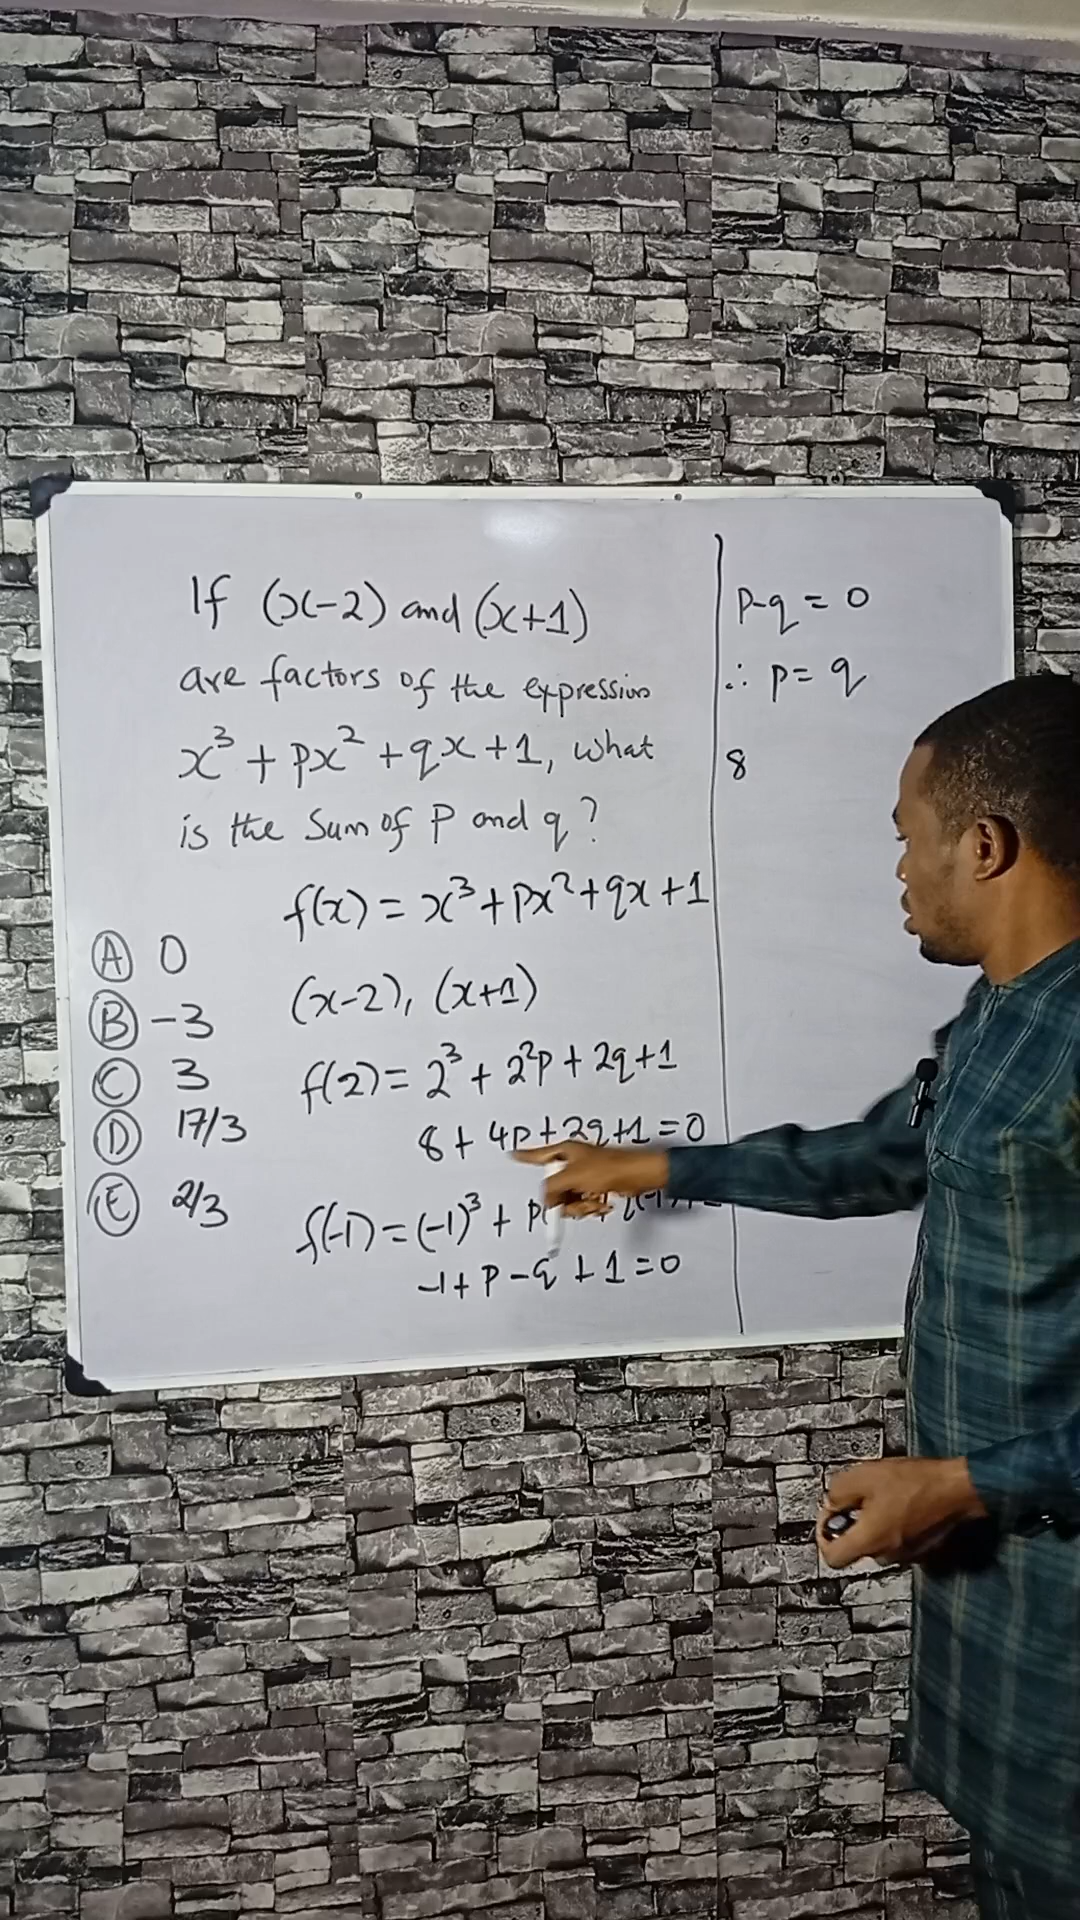 If (x-2) and (x+1)
are factors of the expression
x³ + px² + qx + 1, what
is the sum of P and q?
f(x) = x³ + px² + qx + 1
(x-2), (x+1)
f(2) = 2³ + 2²p + 2q + 1
8 + 4p + 2q + 1 = 0
f(-1) = (-1)³ + p
-1 + p - q + 1 = 0
(A) 0
(B) -3
(C) 3
(D) 17/3
(E) 2/3
p-q = 0
∴ p = q
8